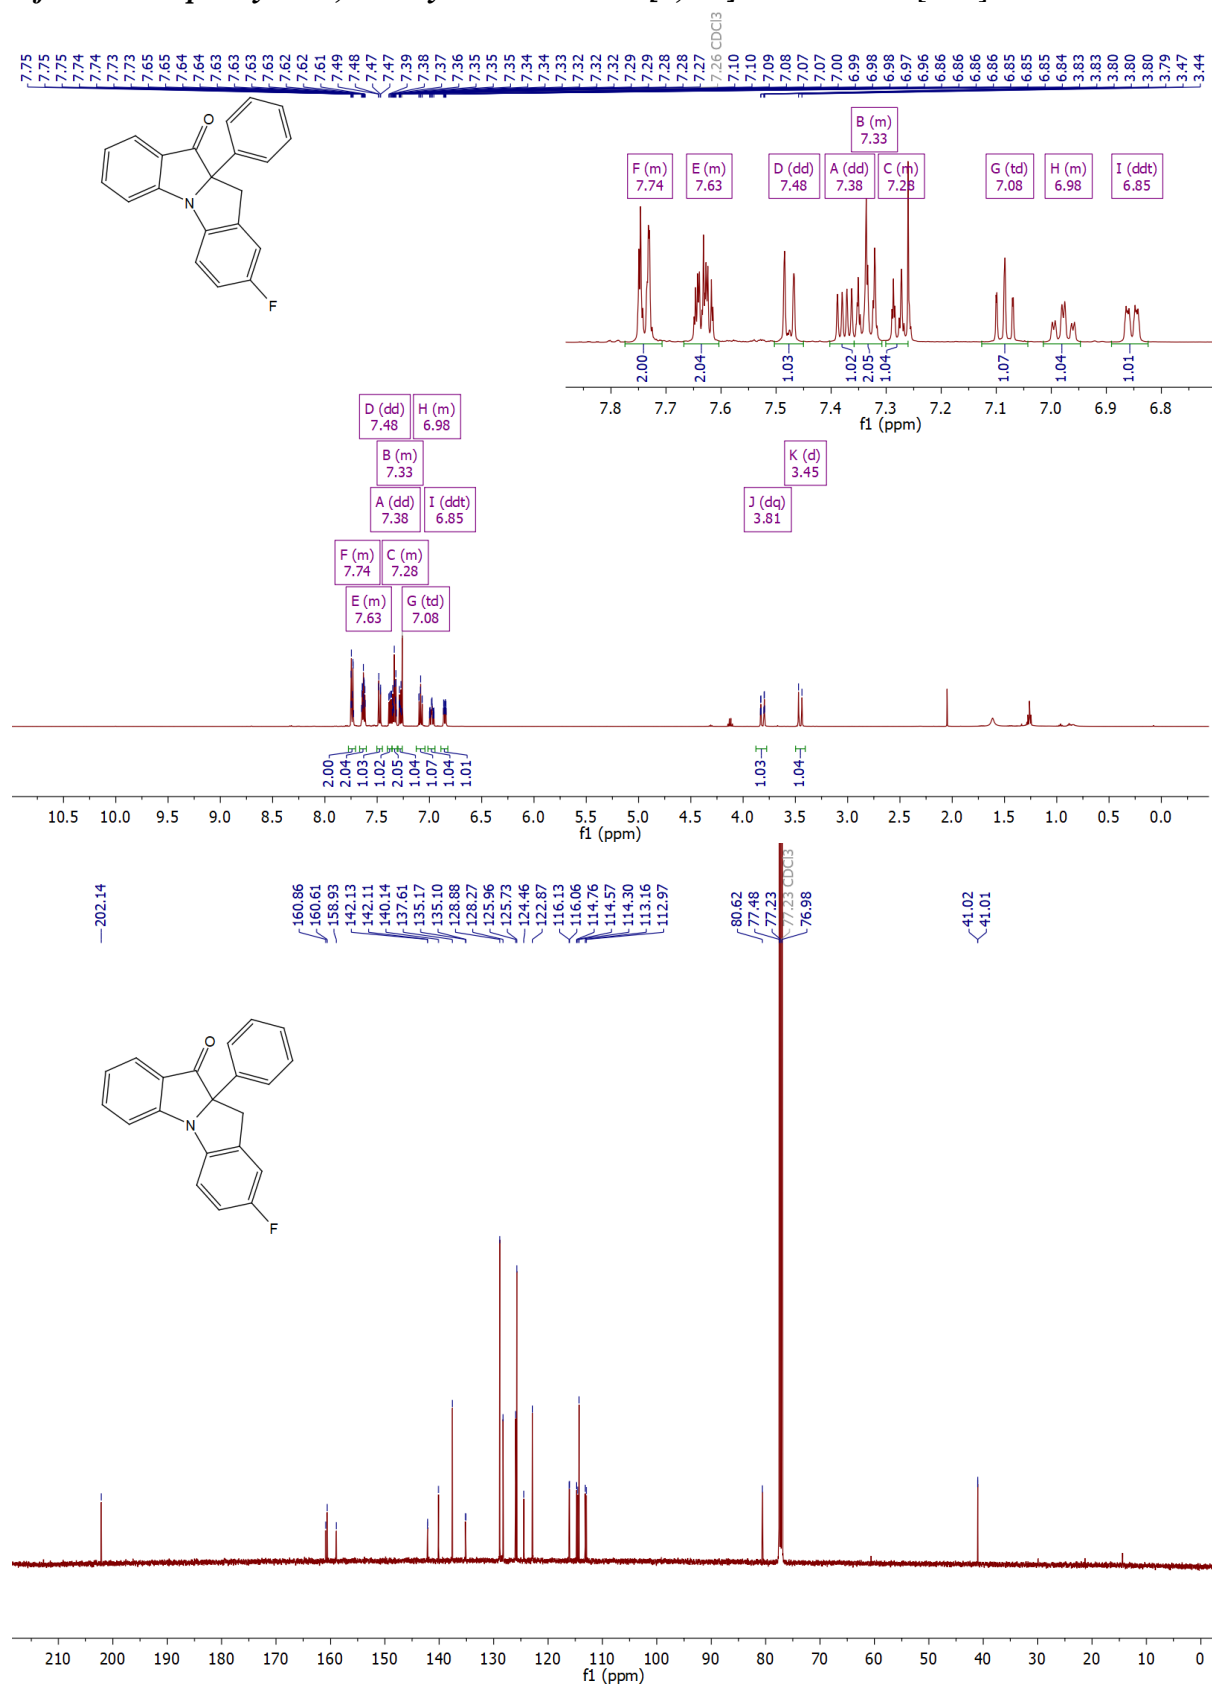 7.75 7.75 7.75 7.74 7.74 7.73 7.73 7.65 7.65 7.64 7.64 7.63 7.63 7.63 7.63 7.62 7.62 7.61 7.49 7.48 7.47 7.47 7.39 7.38 7.37 7.36 7.35 7.35 7.35 7.34 7.34 7.33 7.32 7.32 7.32 7.29 7.29 7.28 7.28 7.27 7.26 CDCl3 7.10 7.10 7.09 7.08 7.07 7.07 7.00 6.99 6.98 6.98 6.97 6.96 6.86 6.86 6.86 6.86 6.85 6.85 6.85 6.84 3.83 3.83 3.80 3.80 3.80 3.79 3.47 3.44
O
N
F
B (m)
7.33
F (m) E (m) D (dd) A (dd) C (m) G (td) H (m) I (ddt)
7.74 7.63 7.48 7.38 7.28 7.08 6.98 6.85
2.00 2.04 1.03 1.02 2.05 1.04 1.07 1.04 1.01
7.8 7.7 7.6 7.5 7.4 7.3 7.2 7.1 7.0 6.9 6.8
f1 (ppm)
D (dd) H (m)
7.48 6.98
B (m) K (d)
7.33 3.45
A (dd) I (ddt) J (dq)
7.38 6.85 3.81
F (m) C (m)
7.74 7.28
E (m) G (td)
7.63 7.08
2.00 2.04 1.03 1.02 2.05 1.04 1.07 1.04 1.01 1.03 1.04
10.5 10.0 9.5 9.0 8.5 8.0 7.5 7.0 6.5 6.0 5.5 5.0 4.5 4.0 3.5 3.0 2.5 2.0 1.5 1.0 0.5 0.0
f1 (ppm)
202.14 160.86 160.61 158.93 142.13 142.11 140.14 137.61 135.17 135.10 128.88 128.27 125.96 125.73 124.46 122.87 116.13 116.06 114.76 114.57 114.30 113.16 112.97 80.62 77.48 77.23 77.23 CDCl3 76.98 41.02 41.01
O
N
F
210 200 190 180 170 160 150 140 130 120 110 100 90 80 70 60 50 40 30 20 10 0
f1 (ppm)